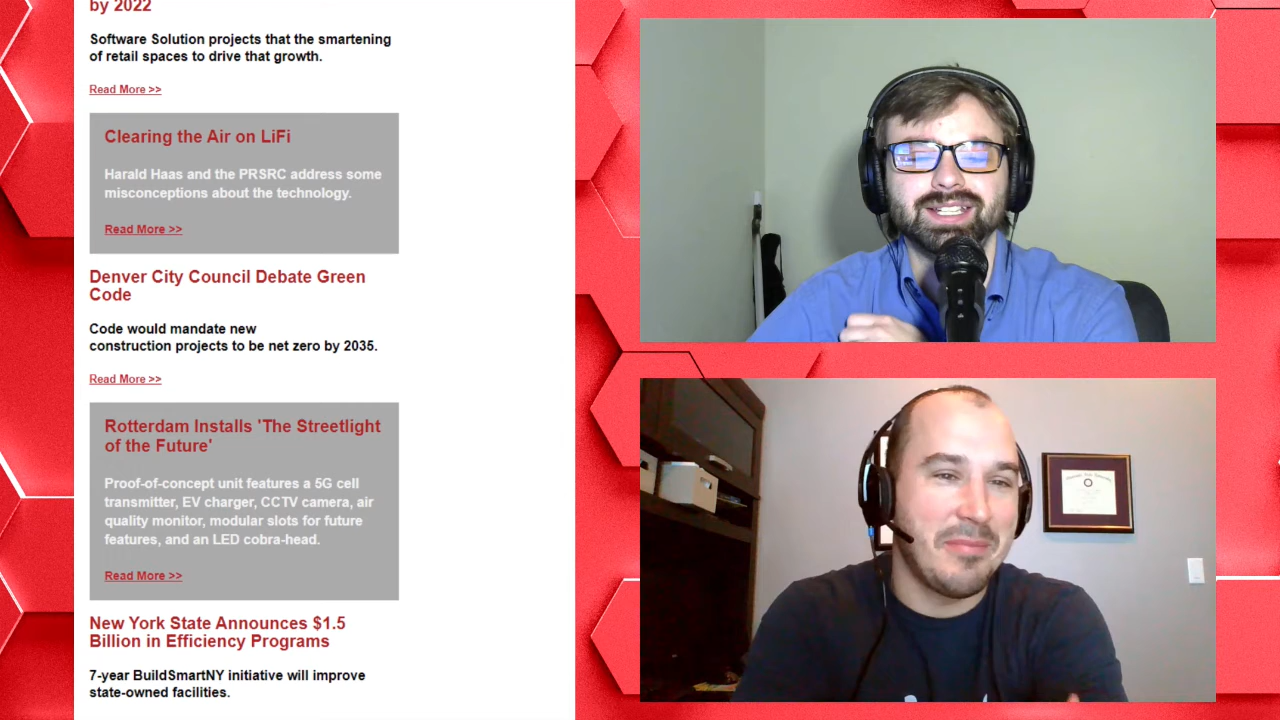 by 2022
Software Solution projects that the smartening
of retail spaces to drive that growth.
Read More >>
Clearing the Air on LiFi
Harald Haas and the PRSRC address some
misconceptions about the technology.
Read More >>
Denver City Council Debate Green
Code
Code would mandate new
construction projects to be net zero by 2035.
Read More >>
Rotterdam Installs 'The Streetlight
of the Future'
Proof-of-concept unit features a 5G cell
transmitter, EV charger, CCTV camera, air
quality monitor, modular slots for future
features, and an LED cobra-head.
Read More >>
New York State Announces $1.5
Billion in Efficiency Programs
7-year BuildSmartNY initiative will improve
state-owned facilities.